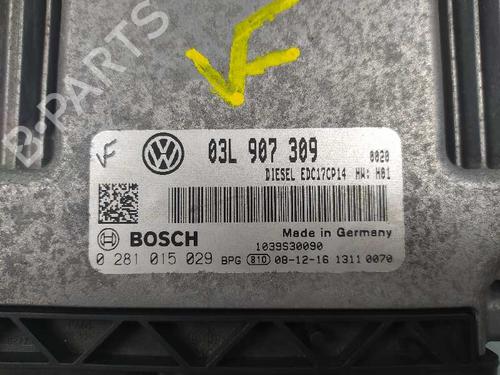 B-PARTS
VF
VF
03L 907 309 0020
DIESEL EDC17CP14 HW: H01
BOSCH
Made in Germany
1039S30090
0 281 015 029 BPG 810 08-12-16 1311 0070